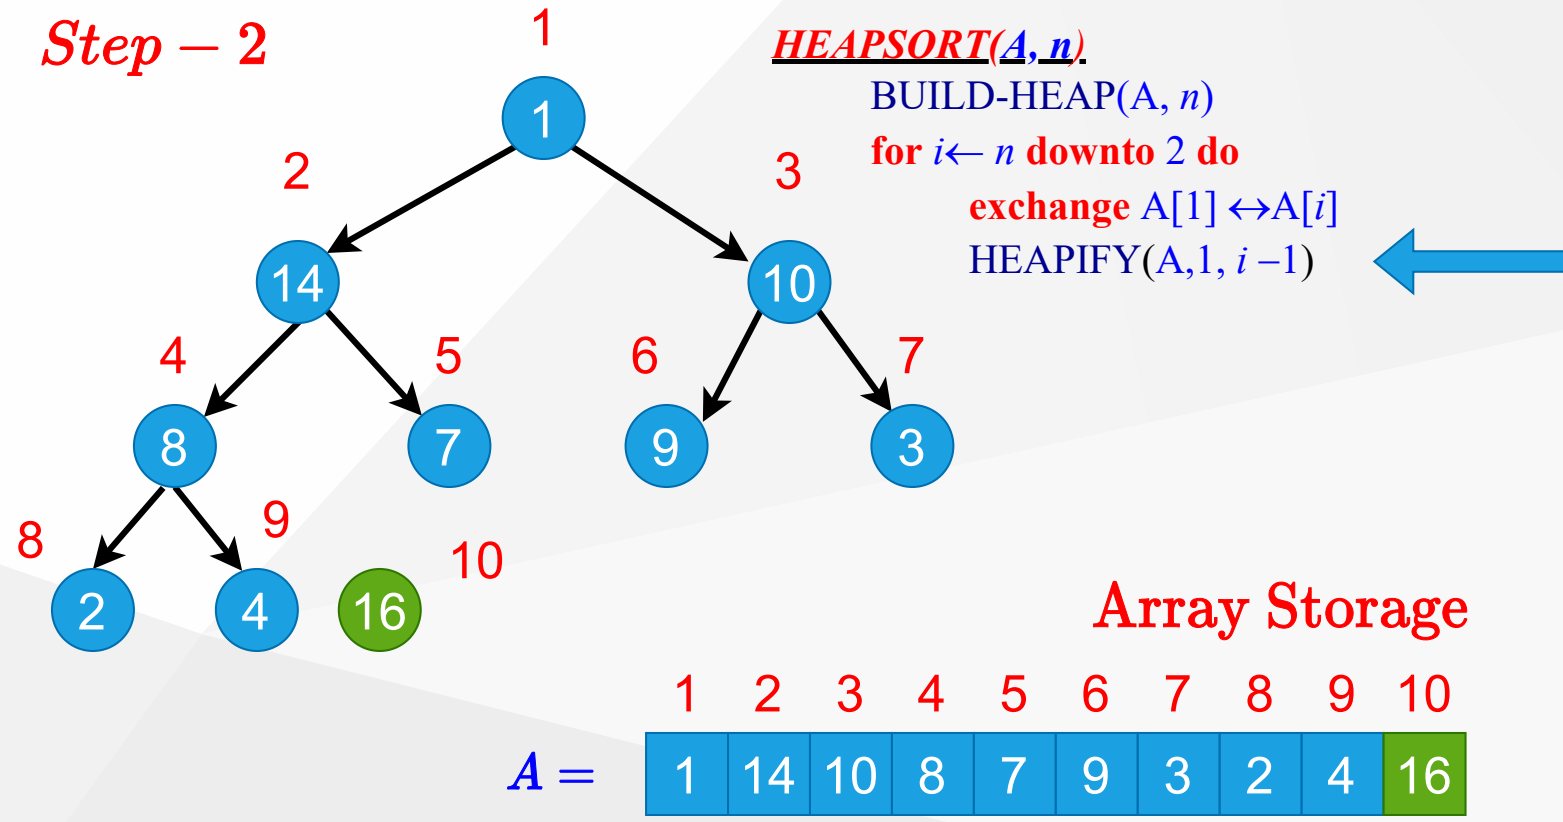 Step – 2
HEAPSORT(A, n)
BUILD-HEAP(A, n)
for i← n downto 2 do
exchange A[1] ↔A[i]
HEAPIFY(A,1, i –1)
1
1
2 3
14 10
4 5 6 7
8 7 9 3
8 9 10
2 4 16
Array Storage
1 2 3 4 5 6 7 8 9 10
A = 1 14 10 8 7 9 3 2 4 16